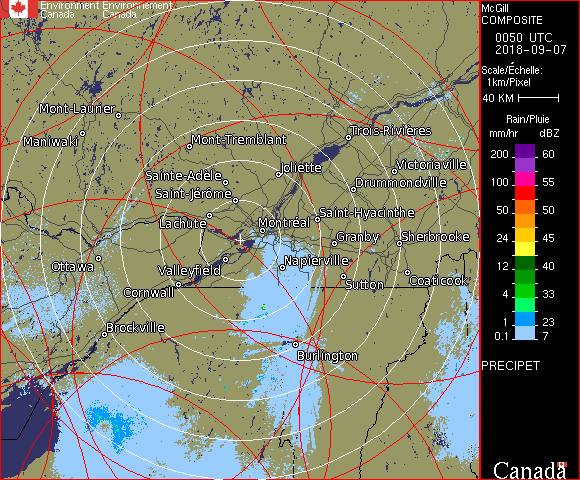 Environment Environnement
Canada Canada
McGill
COMPOSITE
0050 UTC
2018-09-07
Scale/Échelle:
1km/Pixel
40 KM
Rain/Pluie
mm/hr dBZ
200 60
55
100 55
50 50
24 45
12 40
4 33
1 23
0.1 7
PRECIPET
Canada
Mont-Laurier
Maniwaki
Mont-Tremblant
Trois-Rivières
Joliette
Victoriaville
Sainte-Adèle
Drummondville
Saint-Jérôme
Lachute
Saint-Hyacinthe
Montréal
Granby
Sherbrooke
Ottawa
Valleyfield
Napierville
Cornwall
Sutton
Coaticook
Brockville
Burlington